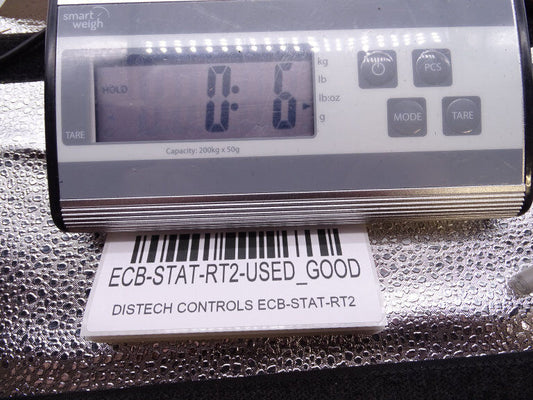 smart
weigh
HOLD
0: 6
kg
lb
lb:oz
g
TARE
PCS
MODE
TARE
Capacity: 200kg x 50g
ECB-STAT-RT2-USED_GOOD
DISTECH CONTROLS ECB-STAT-RT2